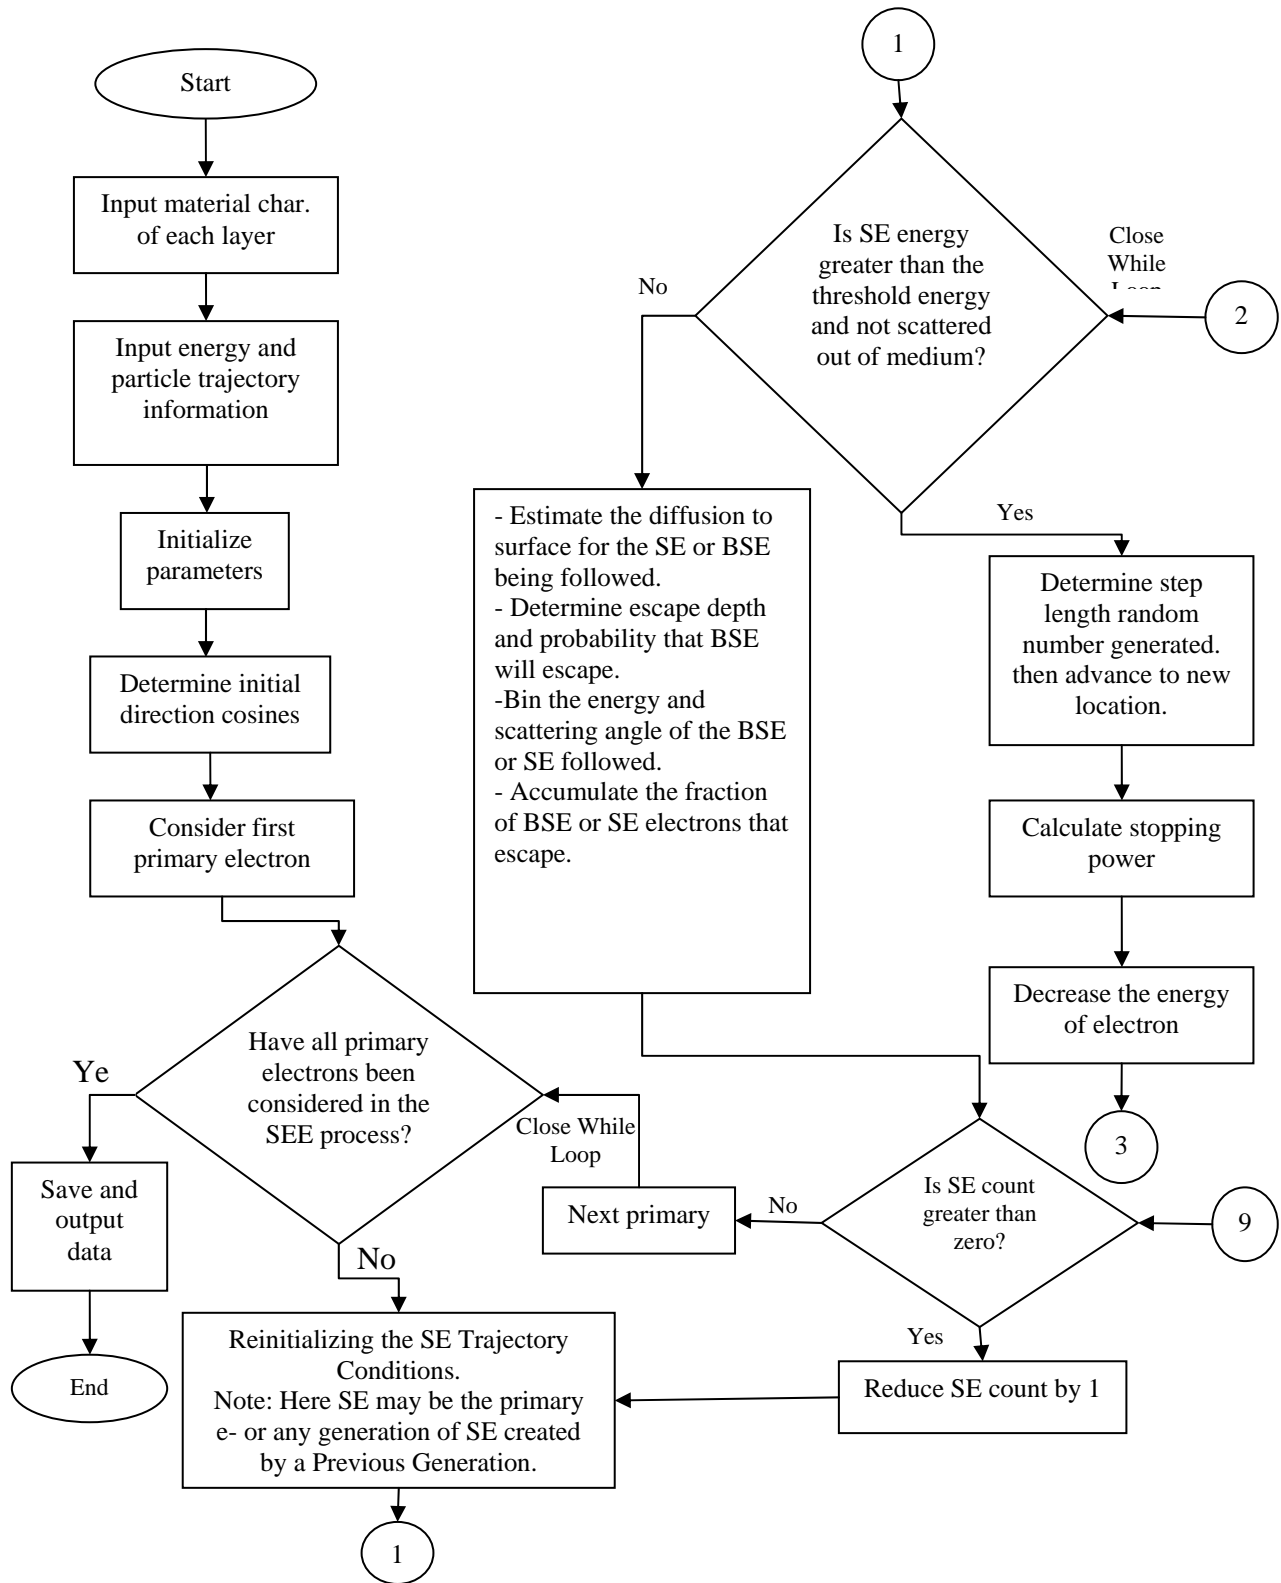 Start
Input material char.
of each layer
Input energy and
particle trajectory
information
Initialize
parameters
Determine initial
direction cosines
Consider first
primary electron
Have all primary
electrons been
considered in the
SEE process?
Ye
Save and
output
data
End
No
Reinitializing the SE Trajectory
Conditions.
Note: Here SE may be the primary
e- or any generation of SE created
by a Previous Generation.
1
1
Is SE energy
greater than the
threshold energy
and not scattered
out of medium?
Close
While
2
No
- Estimate the diffusion to
surface for the SE or BSE
being followed.
- Determine escape depth
and probability that BSE
will escape.
-Bin the energy and
scattering angle of the BSE
or SE followed.
- Accumulate the fraction
of BSE or SE electrons that
escape.
Yes
Determine step
length random
number generated.
then advance to new
location.
Calculate stopping
power
Decrease the energy
of electron
3
Is SE count
greater than
zero?
9
No
Next primary
Close While
Loop
Yes
Reduce SE count by 1